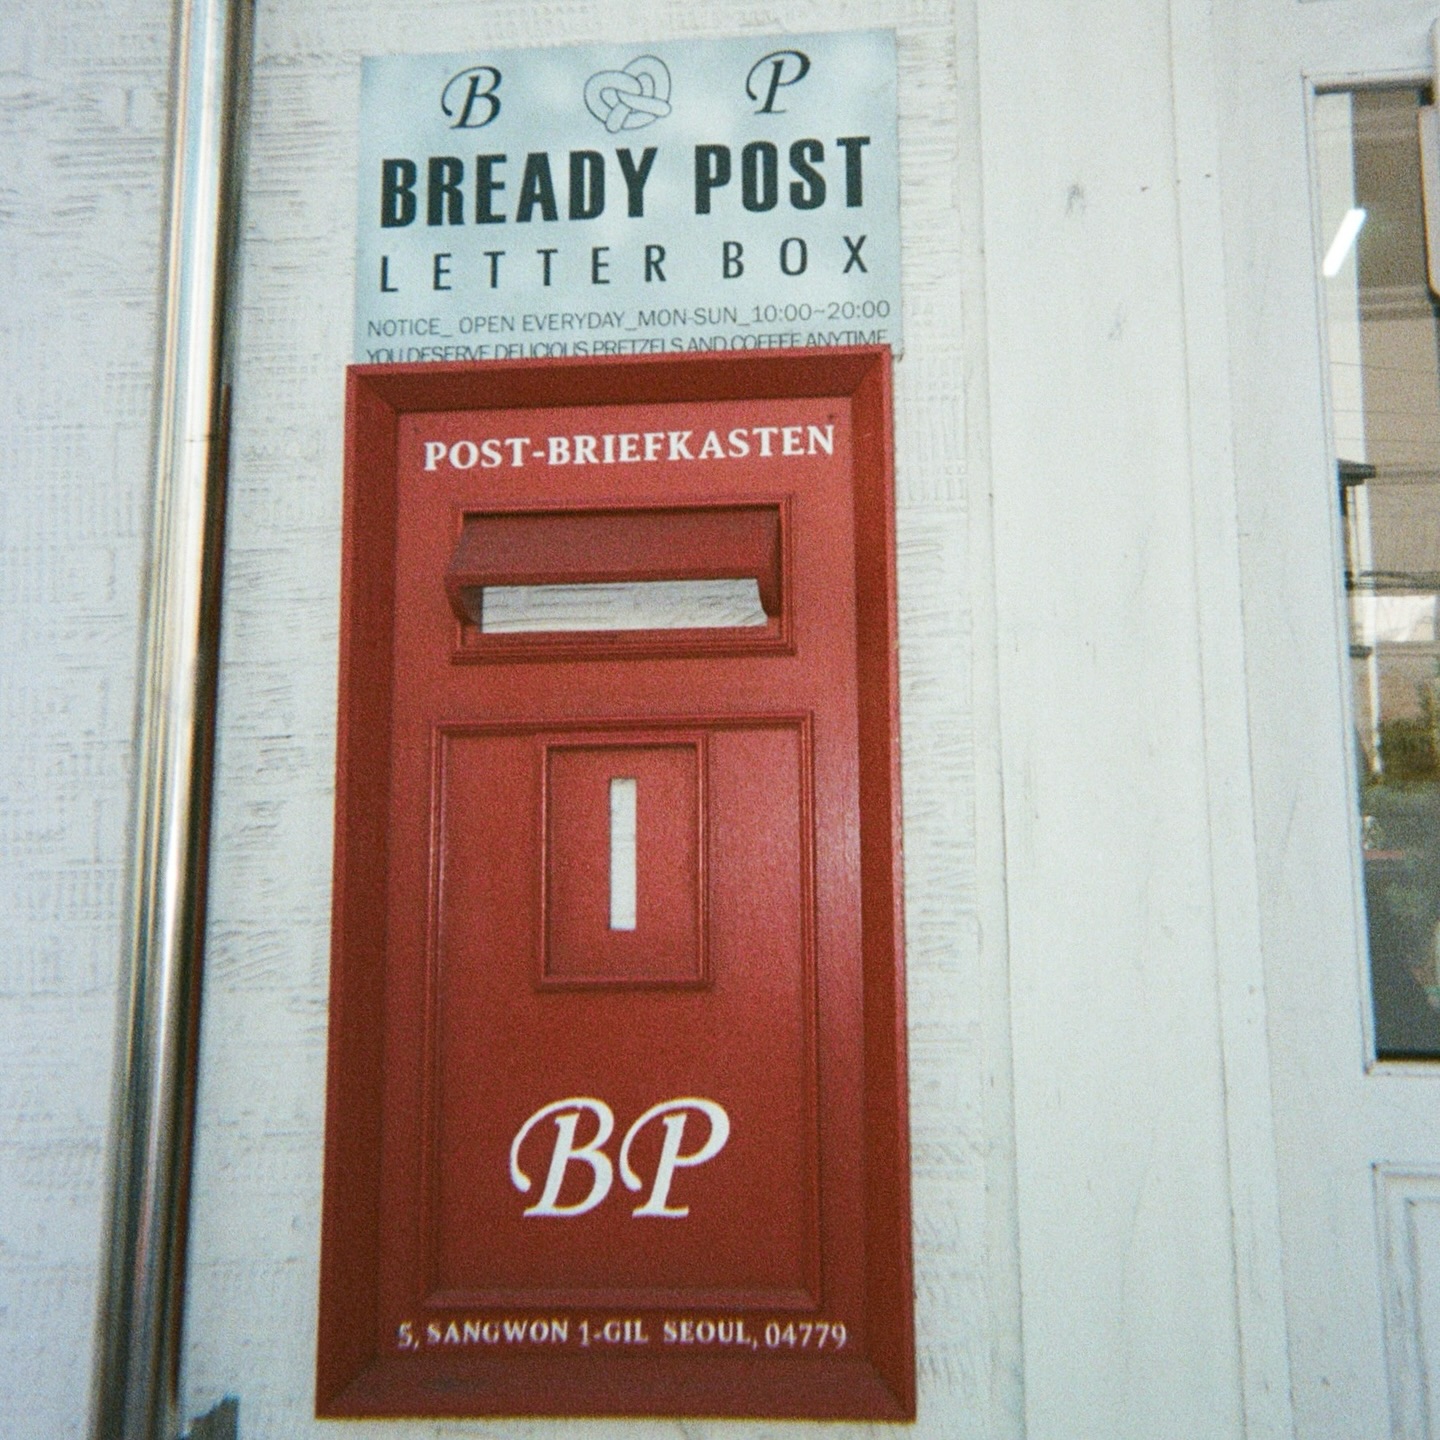 B P
BREADY POST
LETTER BOX
NOTICE_ OPEN EVERYDAY_MON-SUN_10:00~20:00
YOU DESERVE DELICIOUS PRETZELS AND COFFEE ANYTIME
POST-BRIEFKASTEN
BP
5, SANGWON 1-GIL SEOUL, 04779